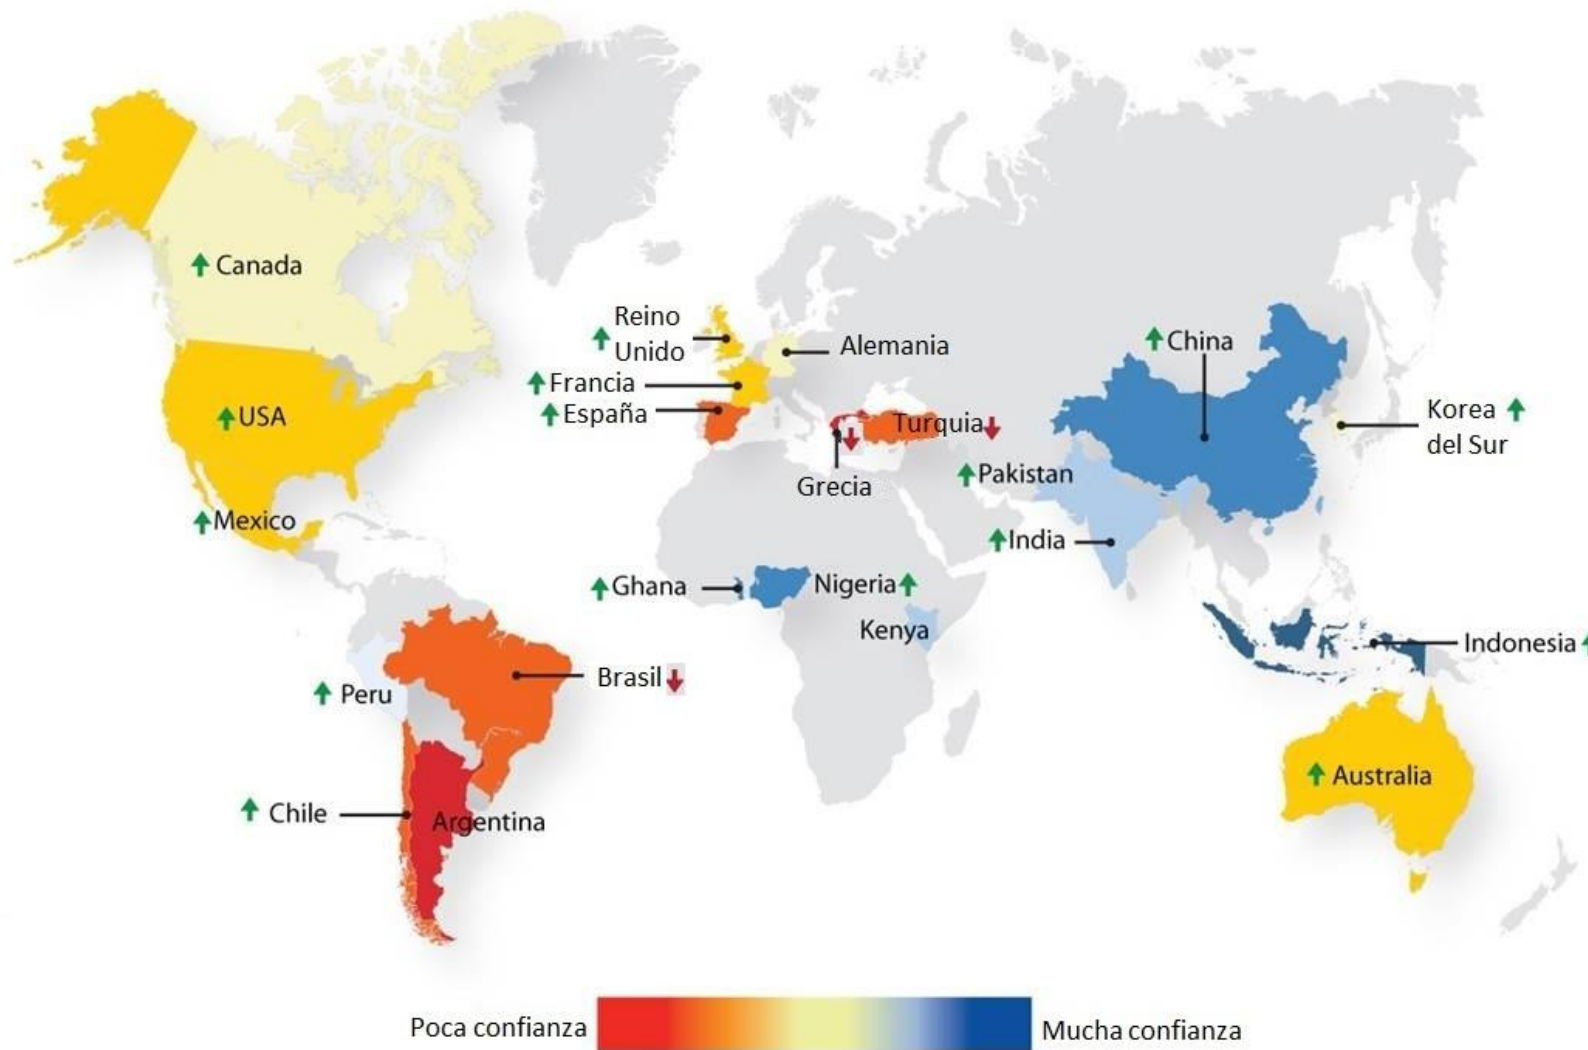 Canada
USA
Mexico
Reino
Unido
Francia
España
Alemania
Turquia
Grecia
Pakistan
India
China
Korea
del Sur
Ghana
Nigeria
Kenya
Indonesia
Peru
Brasil
Chile
Argentina
Australia
Poca confianza
Mucha confianza